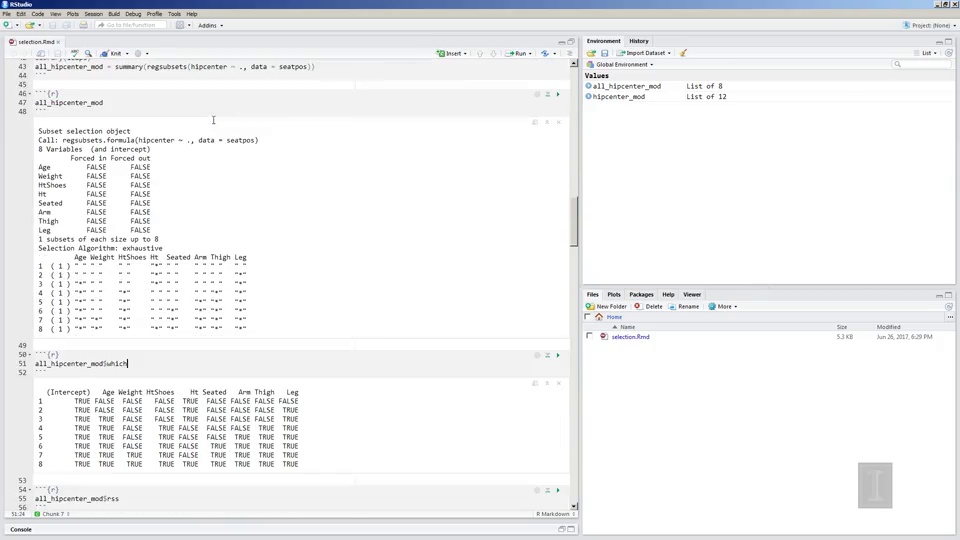 RStudio
File Edit Code View Plots Session Build Debug Profile Tools Help
Go to file/function
Addins
Project: (None)
selection.Rmd
Knit
Insert
Run
43 all_hipcenter_mod = summary(regsubsets(hipcenter ~ ., data = seatpos))
44 ```
45
46 ```{r}
47 all_hipcenter_mod
48 ```
Subset selection object
Call: regsubsets.formula(hipcenter ~ ., data = seatpos)
8 Variables (and intercept)
Forced in Forced out
Age FALSE FALSE
Weight FALSE FALSE
HtShoes FALSE FALSE
Ht FALSE FALSE
Seated FALSE FALSE
Arm FALSE FALSE
Thigh FALSE FALSE
Leg FALSE FALSE
1 subsets of each size up to 8
Selection Algorithm: exhaustive
Age Weight HtShoes Ht Seated Arm Thigh Leg
1 ( 1 ) " " " " " " "*" " " " " " " " "
2 ( 1 ) " " " " " " "*" " " " " " " "*"
3 ( 1 ) "*" " " " " "*" " " " " " " "*"
4 ( 1 ) "*" " " "*" " " " " " " "*" "*"
5 ( 1 ) "*" " " "*" " " " " "*" "*" "*"
6 ( 1 ) "*" " " "*" " " "*" "*" "*" "*"
7 ( 1 ) "*" "*" "*" " " "*" "*" "*" "*"
8 ( 1 ) "*" "*" "*" "*" "*" "*" "*" "*"
49
50 ```{r}
51 all_hipcenter_mod$which
52 ```
(Intercept) Age Weight HtShoes Ht Seated Arm Thigh Leg
1 TRUE FALSE FALSE FALSE TRUE FALSE FALSE FALSE FALSE
2 TRUE FALSE FALSE FALSE TRUE FALSE FALSE FALSE TRUE
3 TRUE TRUE FALSE FALSE TRUE FALSE FALSE FALSE TRUE
4 TRUE TRUE FALSE TRUE FALSE FALSE FALSE TRUE TRUE
5 TRUE TRUE FALSE TRUE FALSE FALSE TRUE TRUE TRUE
6 TRUE TRUE FALSE TRUE FALSE TRUE TRUE TRUE TRUE
7 TRUE TRUE TRUE TRUE FALSE TRUE TRUE TRUE TRUE
8 TRUE TRUE TRUE TRUE TRUE TRUE TRUE TRUE TRUE
53
54 ```{r}
55 all_hipcenter_mod$rss
56
51:24 Chunk 7 R Markdown
Console
Environment History
Import Dataset List
Global Environment
Values
all_hipcenter_mod List of 8
hipcenter_mod List of 12
Files Plots Packages Help Viewer
New Folder Delete Rename More
Home
Name Size Modified
selection.Rmd 5.3 KB Jun 26, 2017, 6:29 PM